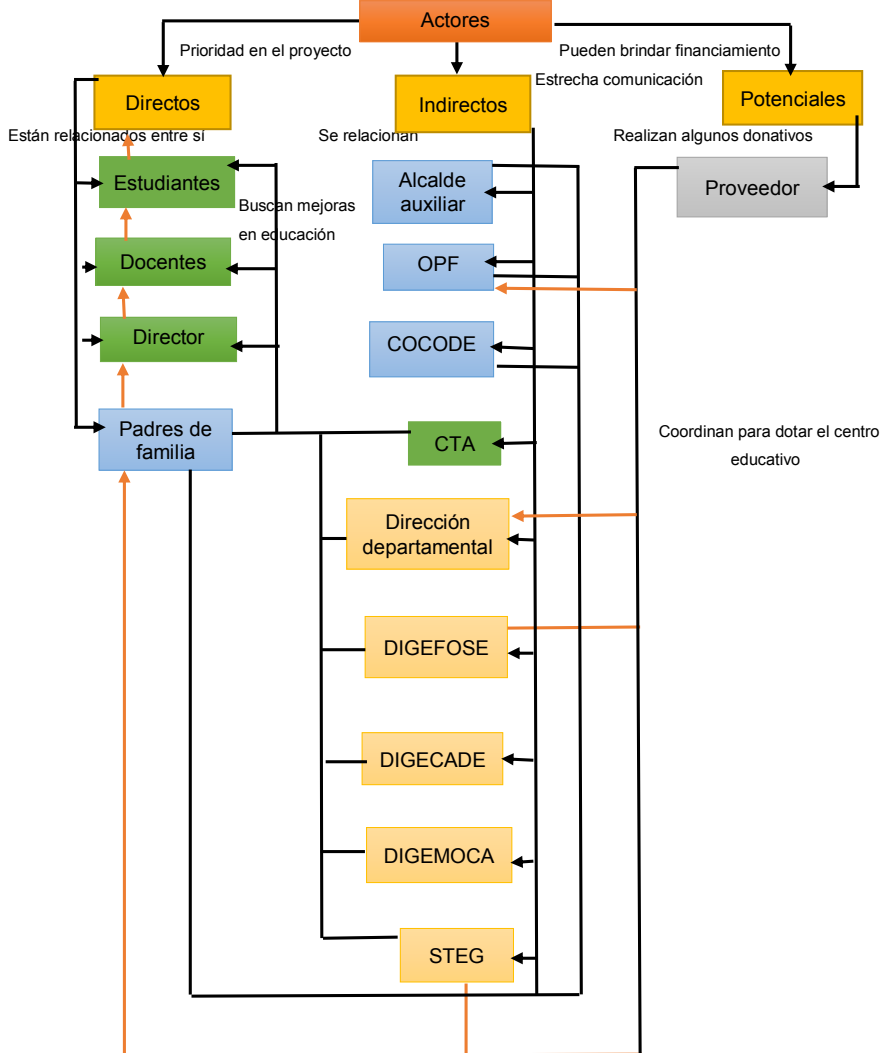 Actores
Prioridad en el proyecto
Pueden brindar financiamiento
Estrecha comunicación
Directos
Indirectos
Potenciales
Están relacionados entre sí
Se relacionan
Realizan algunos donativos
Estudiantes
Alcalde
auxiliar
Proveedor
Buscan mejoras
en educación
Docentes
OPF
Director
COCODE
Padres de
familia
CTA
Coordinan para dotar el centro
educativo
Dirección
departamental
DIGEFOSE
DIGECADE
DIGEMOCA
STEG